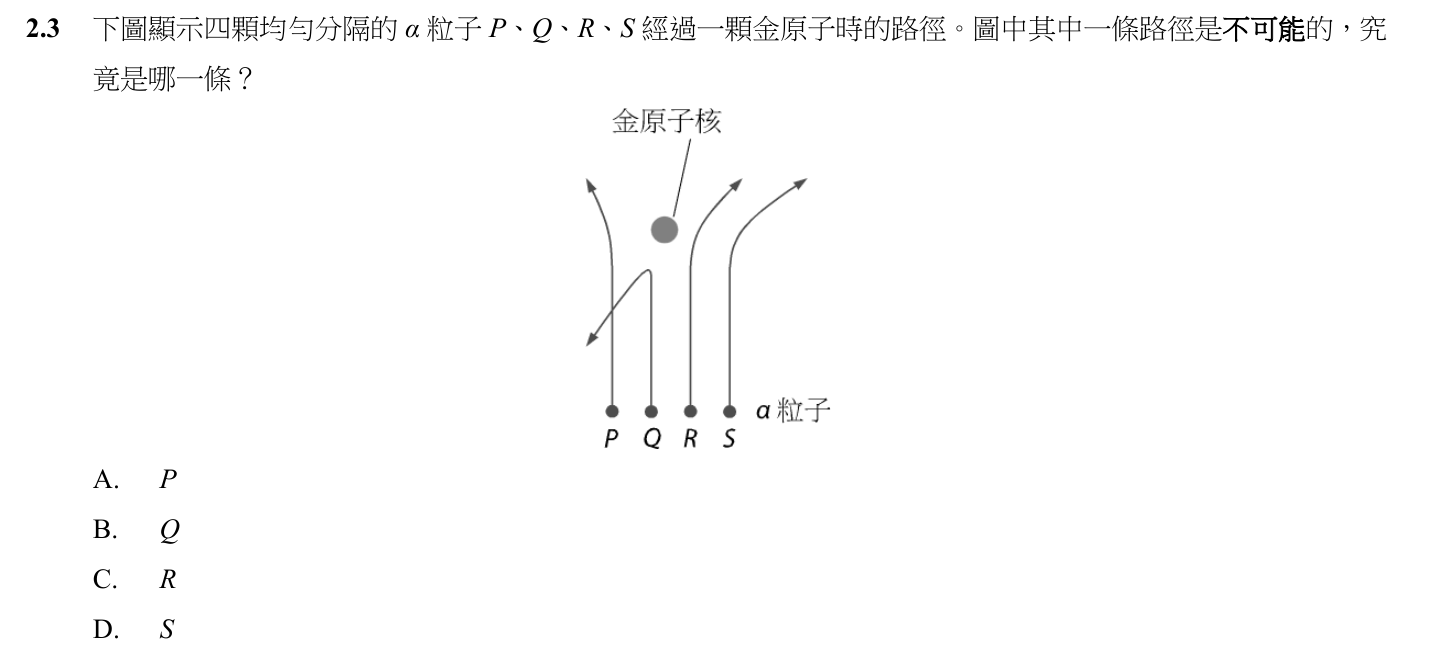 2.3 下圖顯示四顆均勻分隔的 α 粒子 P、Q、R、S 經過一顆金原子時的路徑。圖中其中一條路徑是不可能的，究
竟是哪一條？
金原子核
α 粒子
P Q R S
A. P
B. Q
C. R
D. S